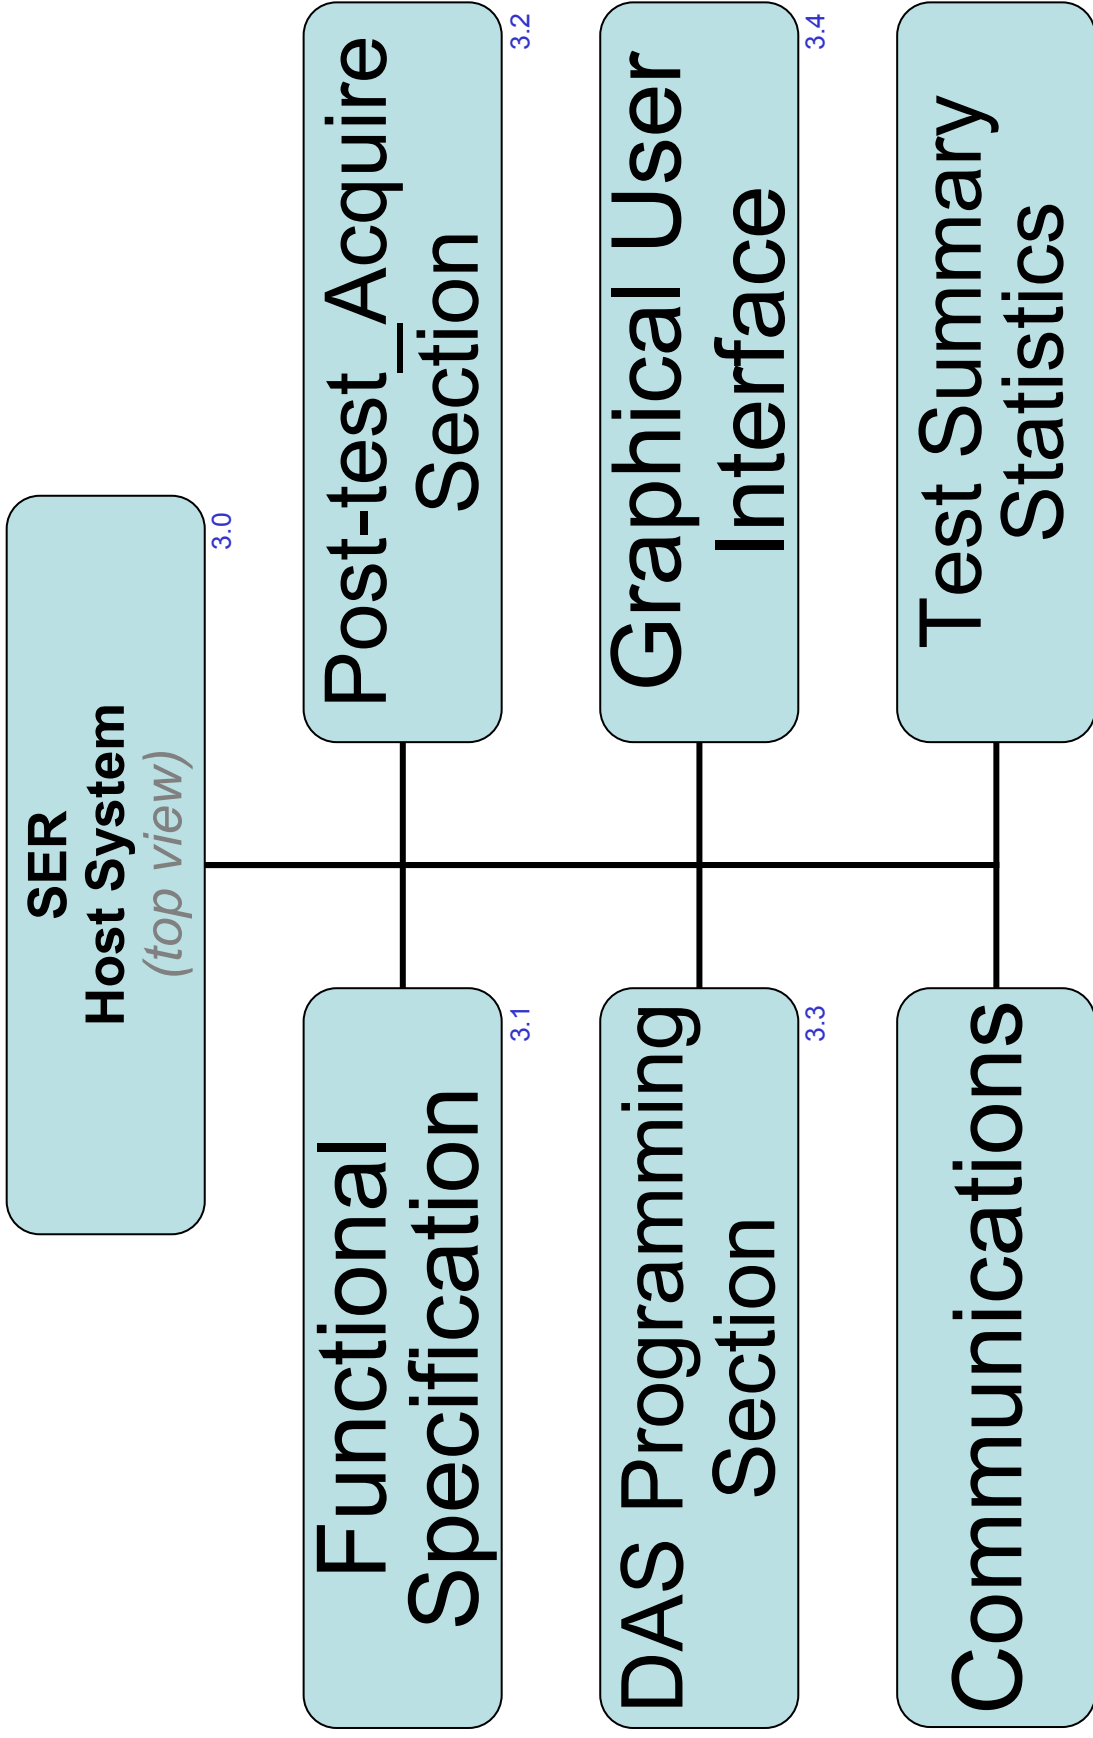 SER
Host System
(top view)
3.0
Functional
Specification
3.1
Post-test_Acquire
Section
3.2
DAS Programming
Section
3.3
Graphical User
Interface
3.4
Communications
Test Summary
Statistics